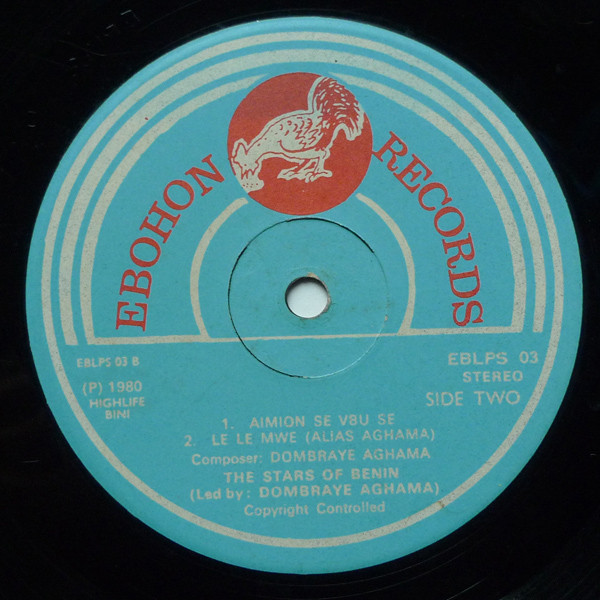 EBOHON RECORDS
EBLPS 03 B
(P) 1980
HIGHLIFE
BINI
EBLPS 03
STEREO
SIDE TWO
1. AIMION SE VBU SE
2. LE LE MWE (ALIAS AGHAMA)
Composer: DOMBRAYE AGHAMA
THE STARS OF BENIN
(Led by: DOMBRAYE AGHAMA)
Copyright Controlled